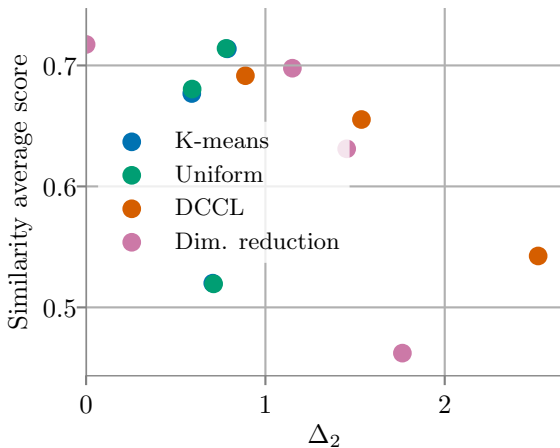 Similarity average score
0.7
0.6
0.5
K-means
Uniform
DCCL
Dim. reduction
0
1
2
Δ₂